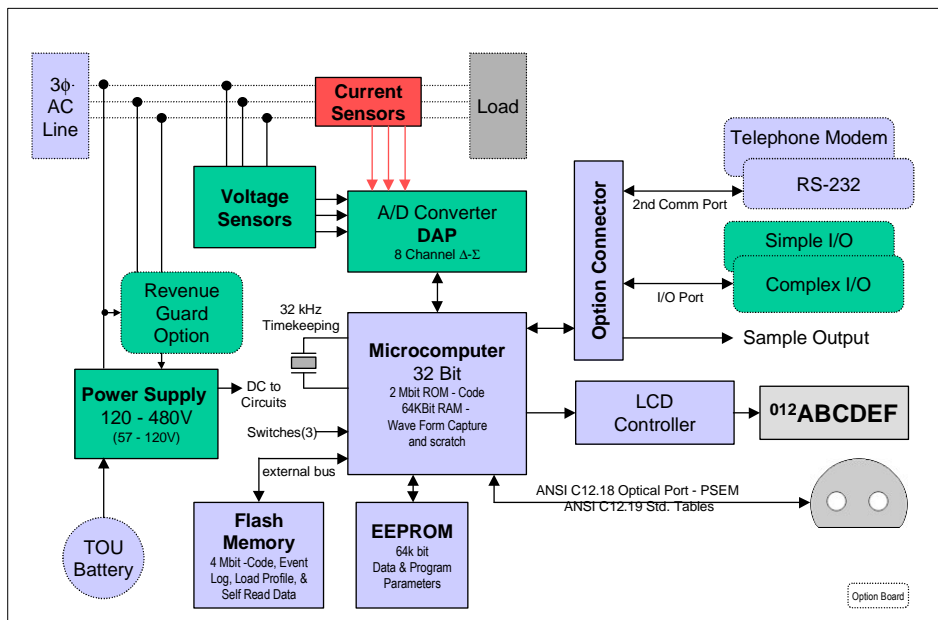 3ϕ-
AC
Line
Current
Sensors
Load
Voltage
Sensors
A/D Converter
DAP
8 Channel Δ-Σ
Option Connector
Telephone Modem
RS-232
2nd Comm Port
Simple I/O
Complex I/O
I/O Port
Sample Output
Revenue
Guard
Option
32 kHz
Timekeeping
Microcomputer
32 Bit
2 Mbit ROM - Code
64KBit RAM -
Wave Form Capture
and scratch
Power Supply
120 - 480V
(57 - 120V)
DC to
Circuits
Switches(3)
external bus
LCD
Controller
012ABCDEF
ANSI C12.18 Optical Port - PSEM
ANSI C12.19 Std. Tables
TOU
Battery
Flash
Memory
4 Mbit -Code, Event
Log, Load Profile, &
Self Read Data
EEPROM
64k bit
Data & Program
Parameters
Option Board